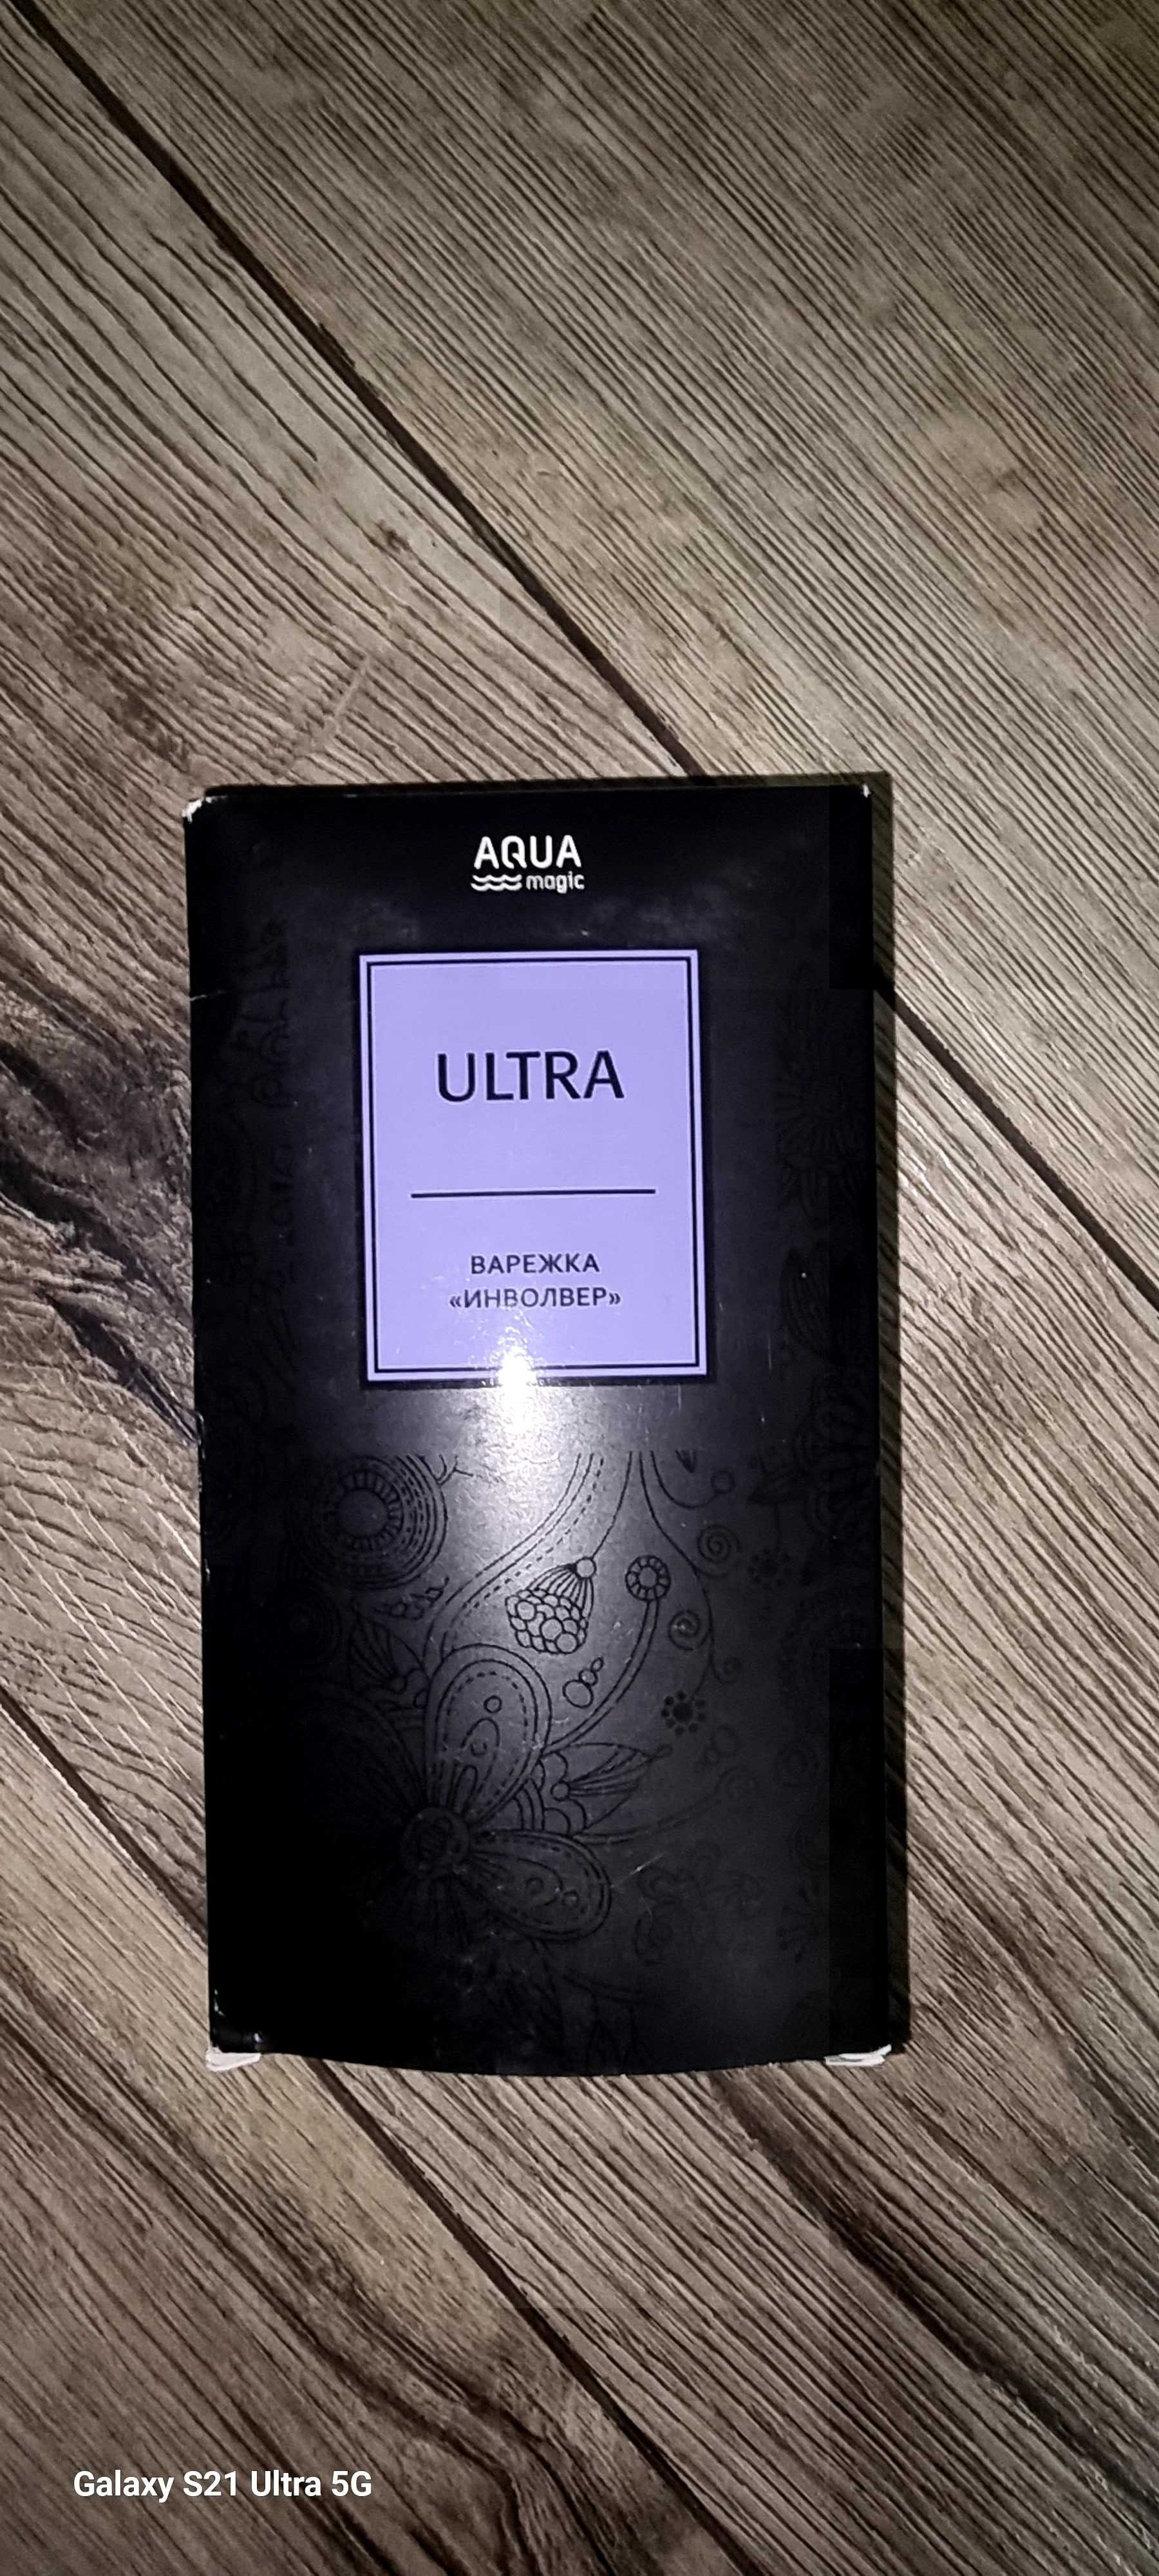 AQUA
magic
ULTRA
ВАРЕЖКА
«ИНВОЛВЕР»
Galaxy S21 Ultra 5G